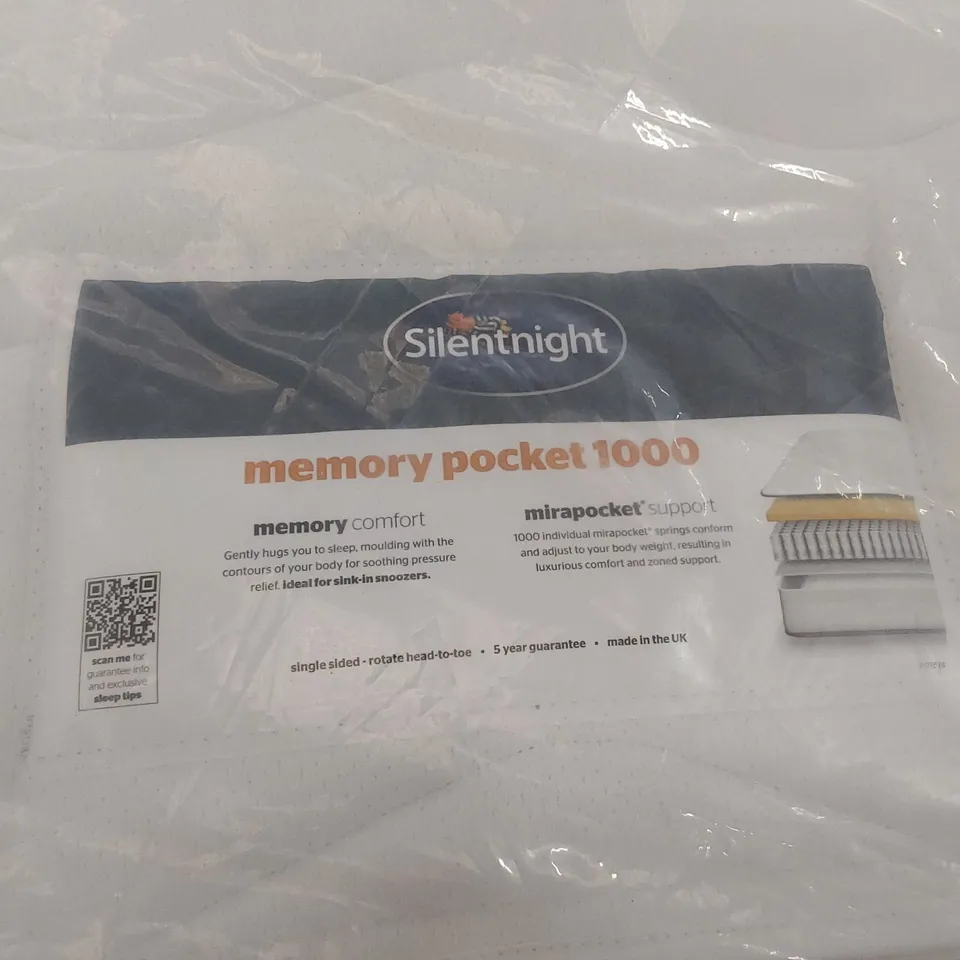 Silentnight
memory pocket 1000
memory comfort
Gently hugs you to sleep, moulding with the
contours of your body for soothing pressure
relief. ideal for sink-in snoozers.
mirapocket® support
1000 individual mirapocket® springs conform
and adjust to your body weight, resulting in
luxurious comfort and zoned support.
scan me for
guarantee info
and exclusive
sleep tips
single sided - rotate head-to-toe • 5 year guarantee • made in the UK